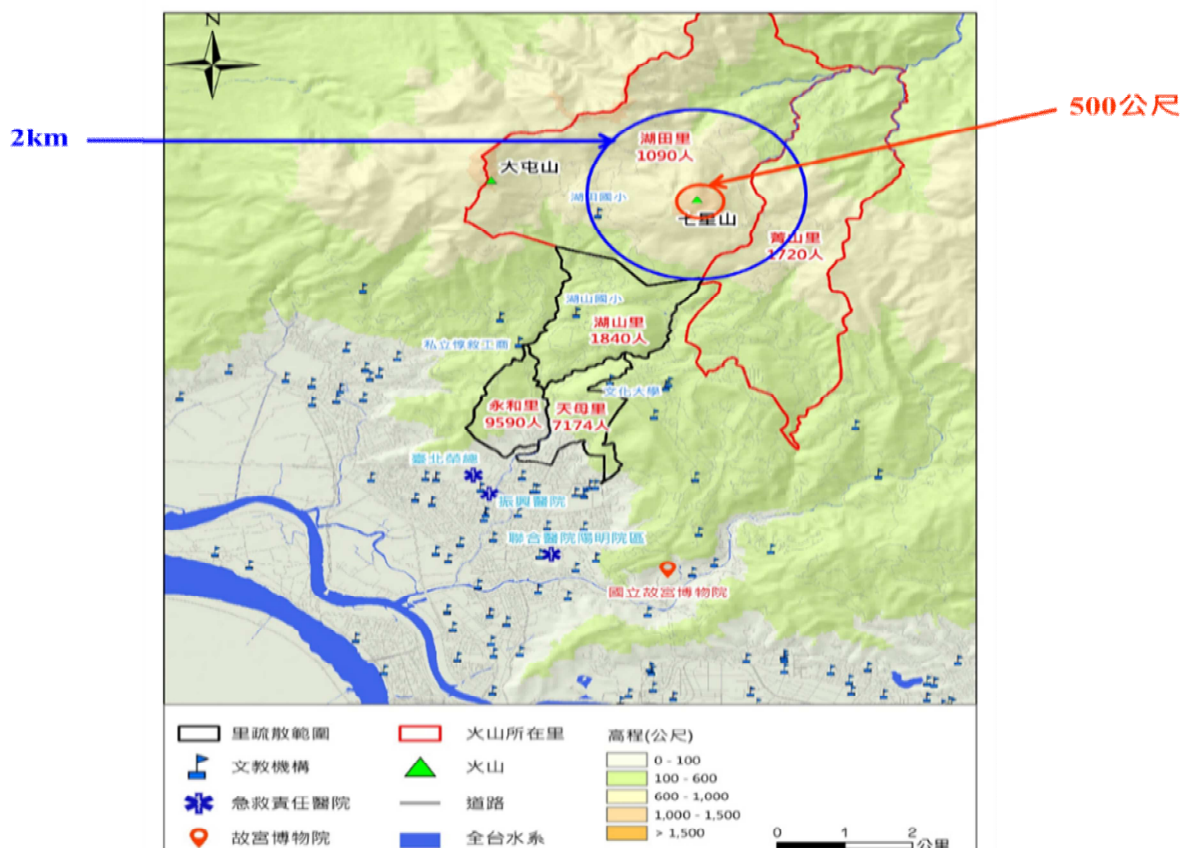 N
2km
500公尺
湖田里
1090人
大屯山
湖田國小
七星山
菁山里
1720人
湖山國小
湖山里
1840人
私立惇敘工商
文化大學
永和里
9590人
天母里
7174人
臺北榮總
振興醫院
聯合醫院陽明院區
國立故宮博物院
里疏散範圍
火山所在里
高程(公尺)
文教機構
火山
0 - 100
100 - 600
急救責任醫院
道路
600 - 1,000
1,000 - 1,500
故宮博物院
全台水系
> 1,500
0 1 2
公里